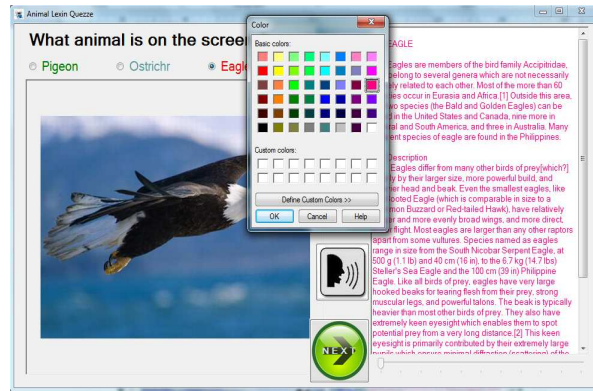 Animal Lexin Quezze
What animal is on the screen
Pigeon
Ostrichr
Eagl
Color
Basic colors:
Custom colors:
Define Custom Colors >>
OK
Cancel
Help
EAGLE
Eagles are members of the bird family Accipitridae,
belong to several genera which are not necessarily
related to each other. Most of the more than 60
occur in Eurasia and Africa.[1] Outside this area,
species (the Bald and Golden Eagles) can be
in the United States and Canada, nine more in
and South America, and three in Australia. Many
species of eagle are found in the Philippines.
Description
Eagles differ from many other birds of prey[which?]
by their larger size, more powerful build, and
head and beak. Even the smallest eagles, like
Eagle (which is comparable in size to a
Buzzard or Red-tailed Hawk), have relatively
and more evenly broad wings, and more direct,
flight. Most eagles are larger than any other raptors
apart from some vultures. Species named as eagles
range in size from the South Nicobar Serpent Eagle, at
500 g (1.1 lb) and 40 cm (16 in), to the 6.7 kg (14.7 lbs)
Steller's Sea Eagle and the 100 cm (39 in) Philippine
Eagle. Like all birds of prey, eagles have very large
hooked beaks for tearing flesh from their prey, strong
muscular legs, and powerful talons. The beak is typically
heavier than most other birds of prey. They also have
extremely keen eyesight which enables them to spot
potential prey from a very long distance.[2] This keen
eyesight is primarily contributed by their extremely large
pupils which ensure minimal diffraction (scattering) of the
NEXT